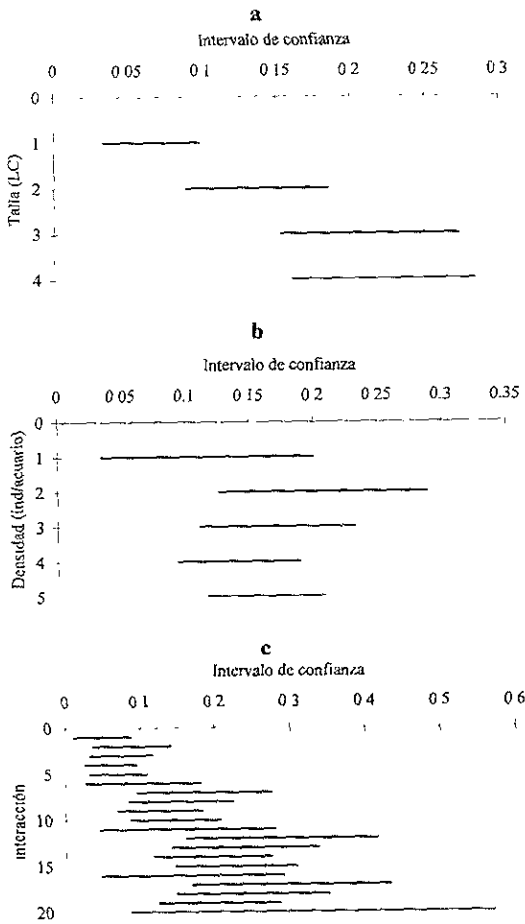 a
Intervalo de confianza
0 0 05 0 1 0 15 0 2 0 25 0 3
0
1
2
3
4
Talla (LC)
b
Intervalo de confianza
0 0 05 0.1 0 15 0 2 0 25 0 3 0.35
0
1
2
3
4
5
Densidad (ind/acuario)
c
Intervalo de confianza
0 0 1 0 2 0 3 0 4 0 5 0 6
0
5
10
15
20
interacción